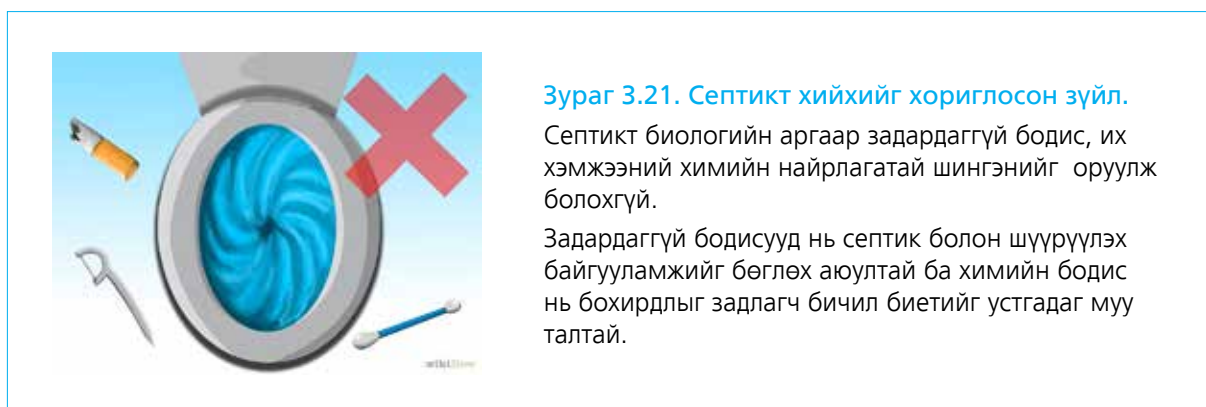 Зураг 3.21. Септикт хийхийг хориглосон зүйл.
Септикт биологийн аргаар задардаггүй бодис, их
хэмжээний химийн найрлагатай шингэнийг оруулж
болохгүй.
Задардаггүй бодисууд нь септик болон шүүрүүлэх
байгууламжийг бөглөх аюултай ба химийн бодис
нь бохирдлыг задлагч бичил биетийг устгадаг муу
талтай.
wikiHow